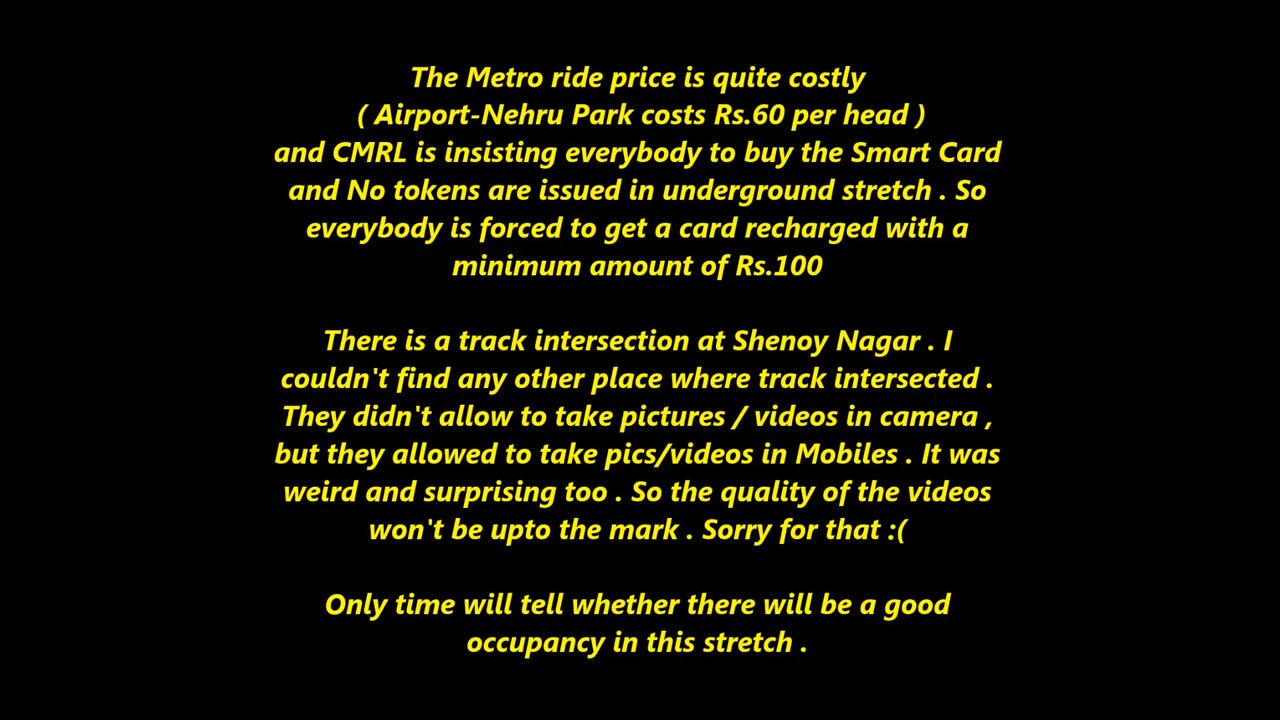 The Metro ride price is quite costly
( Airport-Nehru Park costs Rs.60 per head )
and CMRL is insisting everybody to buy the Smart Card
and No tokens are issued in underground stretch . So
everybody is forced to get a card recharged with a
minimum amount of Rs.100
There is a track intersection at Shenoy Nagar . I
couldn't find any other place where track intersected .
They didn't allow to take pictures / videos in camera ,
but they allowed to take pics/videos in Mobiles . It was
weird and surprising too . So the quality of the videos
won't be upto the mark . Sorry for that :(
Only time will tell whether there will be a good
occupancy in this stretch .